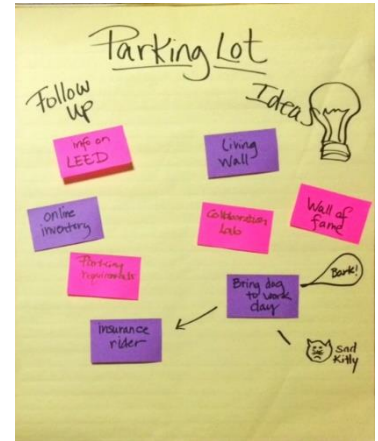 Parking Lot
Follow
Up
Ideas
info on
LEED
Living
Wall
Online
inventory
Collaboration
Lab
Wall of
fame
Parking
requirements
Bring dog
to work
day
Bark!
insurance
rider
Sad
Kitty